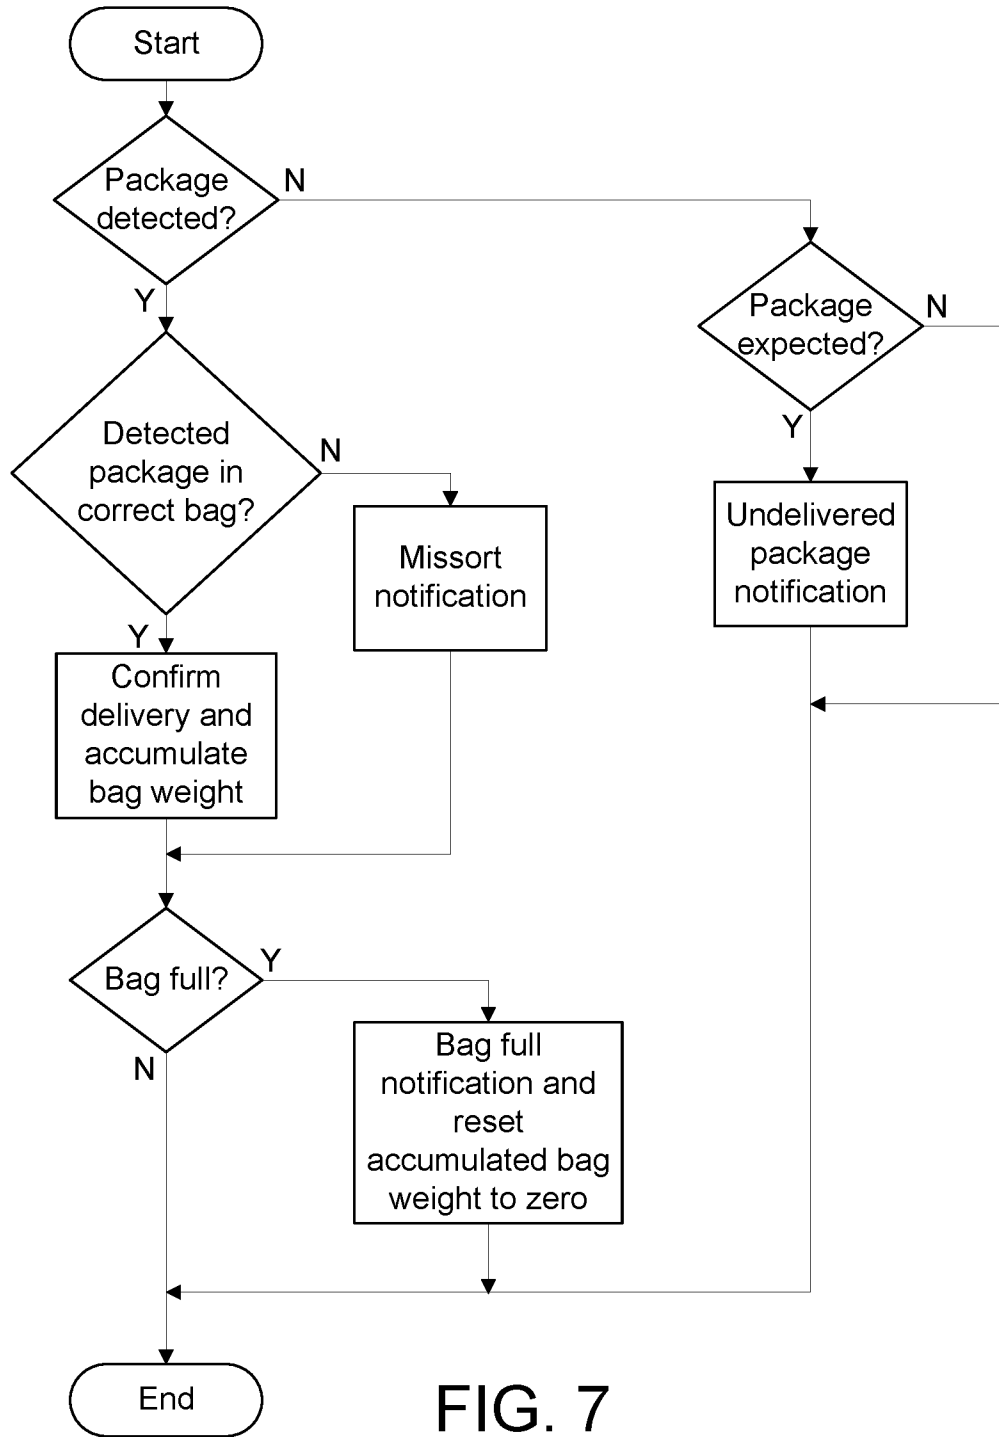 Start
Package
detected?
N
Y
Package
expected?
N
Y
Detected
package in
correct bag?
N
Y
Missort
notification
Undelivered
package
notification
Confirm
delivery and
accumulate
bag weight
Bag full?
Y
N
Bag full
notification and
reset
accumulated bag
weight to zero
End
FIG. 7